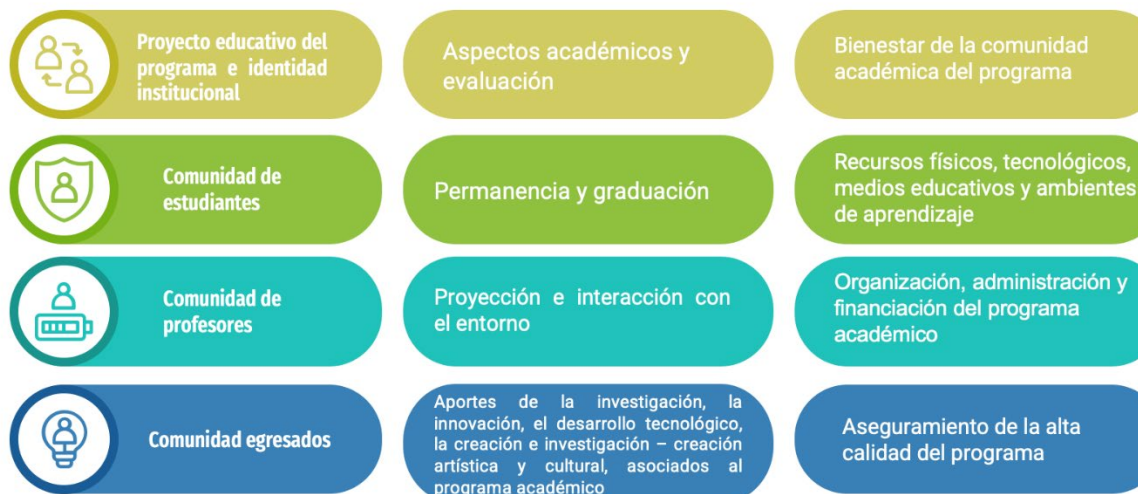 Proyecto educativo del
programa e identidad
institucional
Aspectos académicos y
evaluación
Bienestar de la comunidad
académica del programa
Comunidad de
estudiantes
Permanencia y graduación
Recursos físicos, tecnológicos,
medios educativos y ambientes
de aprendizaje
Comunidad de
profesores
Proyección e interacción con
el entorno
Organización, administración y
financiación del programa
académico
Comunidad egresados
Aportes de la investigación, la
innovación, el desarrollo tecnológico,
la creación e investigación – creación
artística y cultural, asociados al
programa académico
Aseguramiento de la alta
calidad del programa